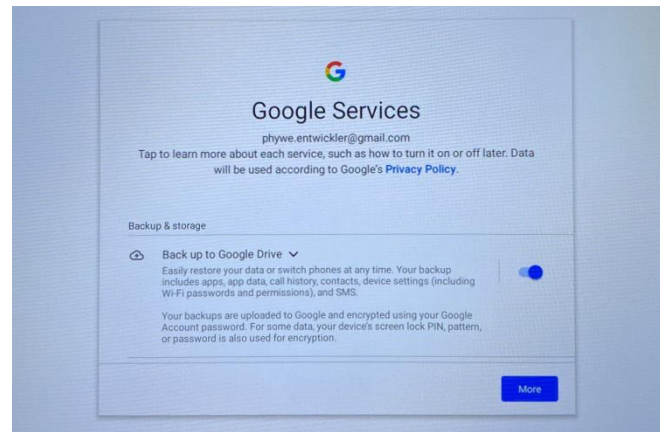 Google Services
phywe.entwickler@gmail.com
Tap to learn more about each service, such as how to turn it on or off later. Data
will be used according to Google's Privacy Policy.
Backup & storage
Back up to Google Drive
Easily restore your data or switch phones at any time. Your backup
includes apps, app data, call history, contacts, device settings (including
Wi-Fi passwords and permissions), and SMS.
Your backups are uploaded to Google and encrypted using your Google
Account password. For some data, your device's screen lock PIN, pattern,
or password is also used for encryption.
More